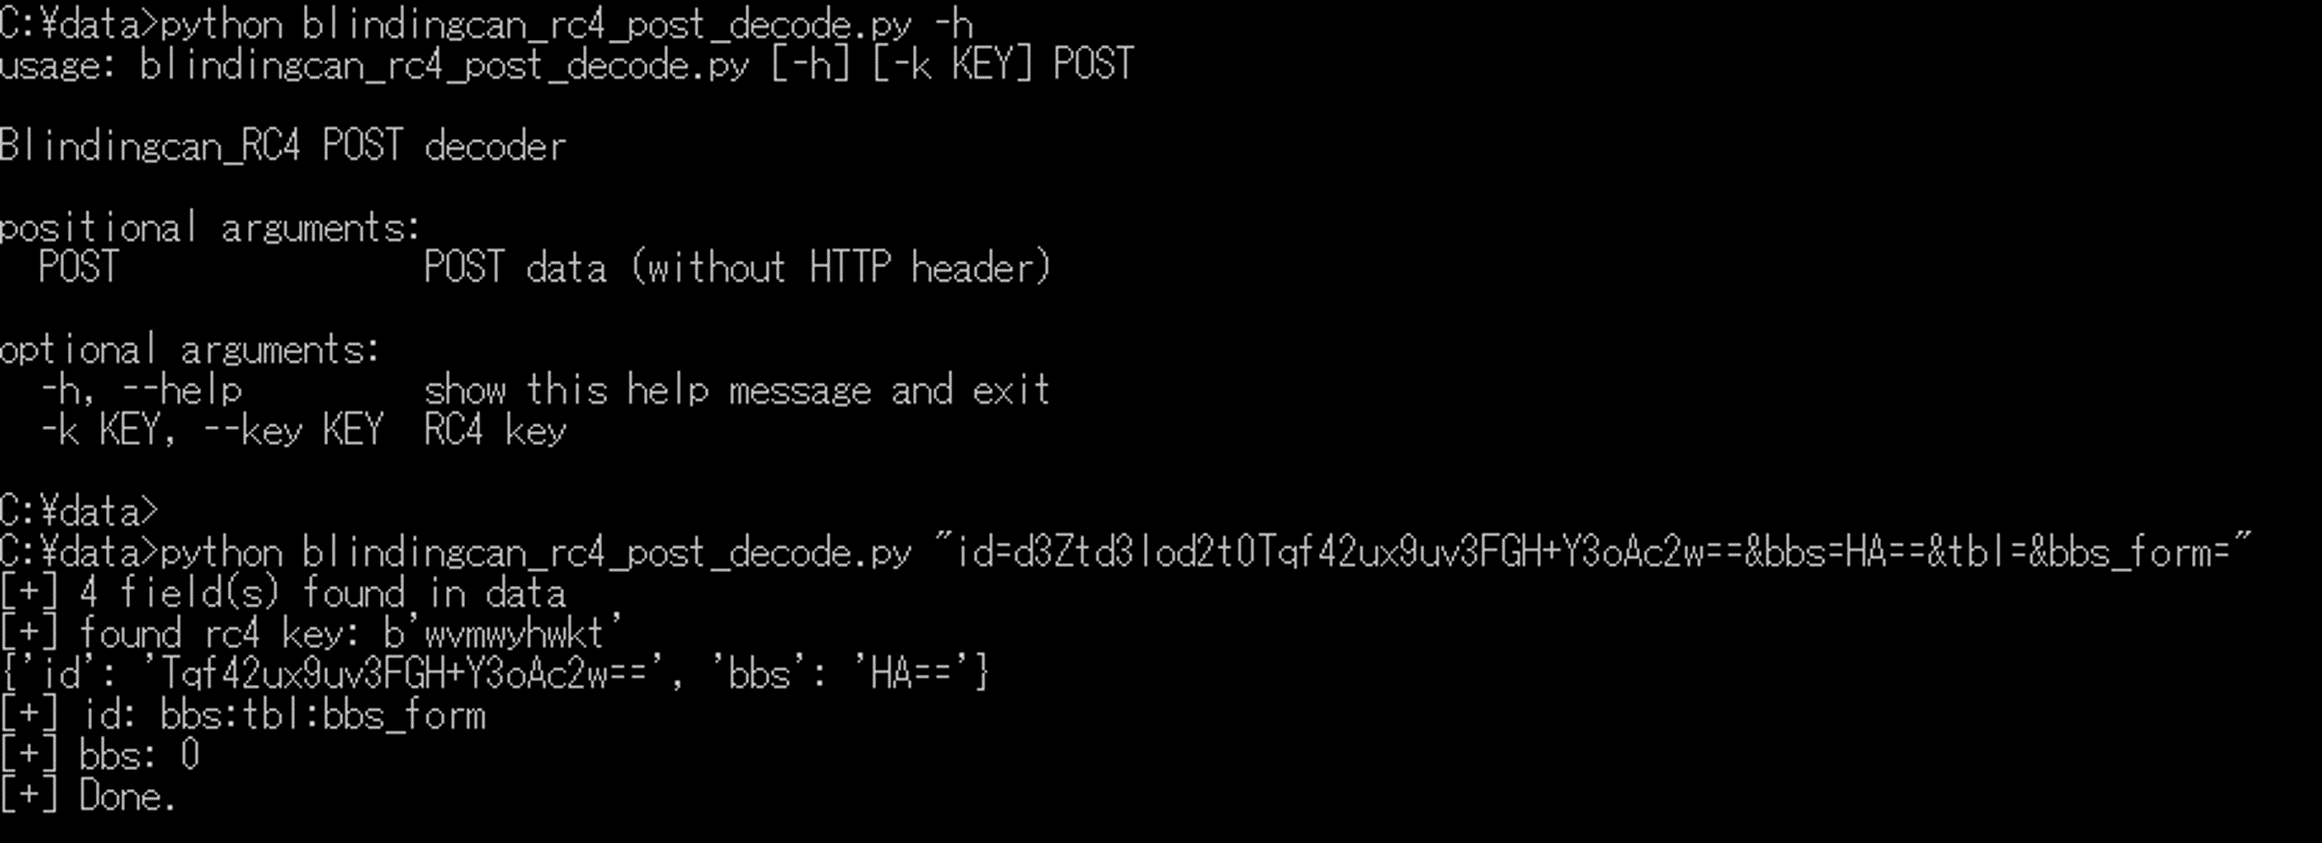 C:¥data>python blindingcan_rc4_post_decode.py -h
usage: blindingcan_rc4_post_decode.py [-h] [-k KEY] POST
Blindingcan_RC4 POST decoder
positional arguments:
  POST                POST data (without HTTP header)
optional arguments:
  -h, --help          show this help message and exit
  -k KEY, --key KEY  RC4 key
C:¥data>
C:¥data>python blindingcan_rc4_post_decode.py "id=d3Ztd3lod2t0Tqf42ux9uv3FGH+Y3oAc2w==&bbs=HA==&tbl=&bbs_form="
[+] 4 field(s) found in data
[+] found rc4 key: b'wvmwyhwkt'
{'id': 'Tqf42ux9uv3FGH+Y3oAc2w==', 'bbs': 'HA=='}
[+] id: bbs:tbl:bbs_form
[+] bbs: 0
[+] Done.